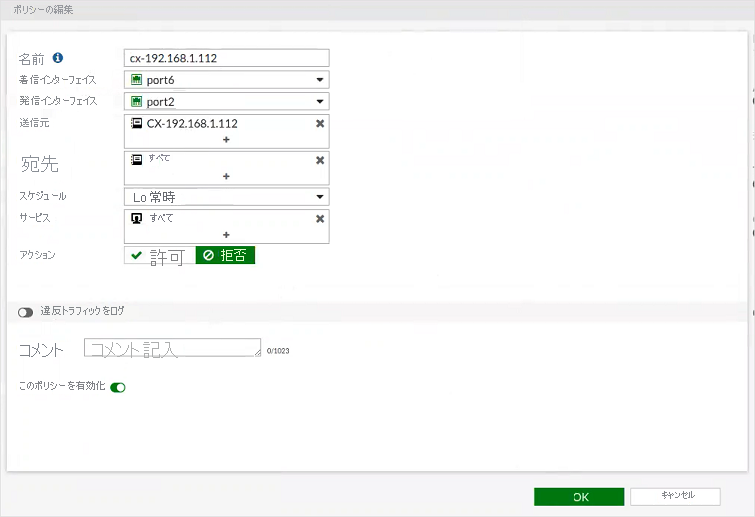 ポリシーの編集
名前
cx-192.168.1.112
着信インターフェイス
port6
発信インターフェイス
port2
送信元
CX-192.168.1.112
+
宛先
すべて
+
スケジュール
Lo 常時
サービス
すべて
+
アクション
許可
拒否
違反トラフィックをログ
コメント
コメント記入
0/1023
このポリシーを有効化
OK
キャンセル